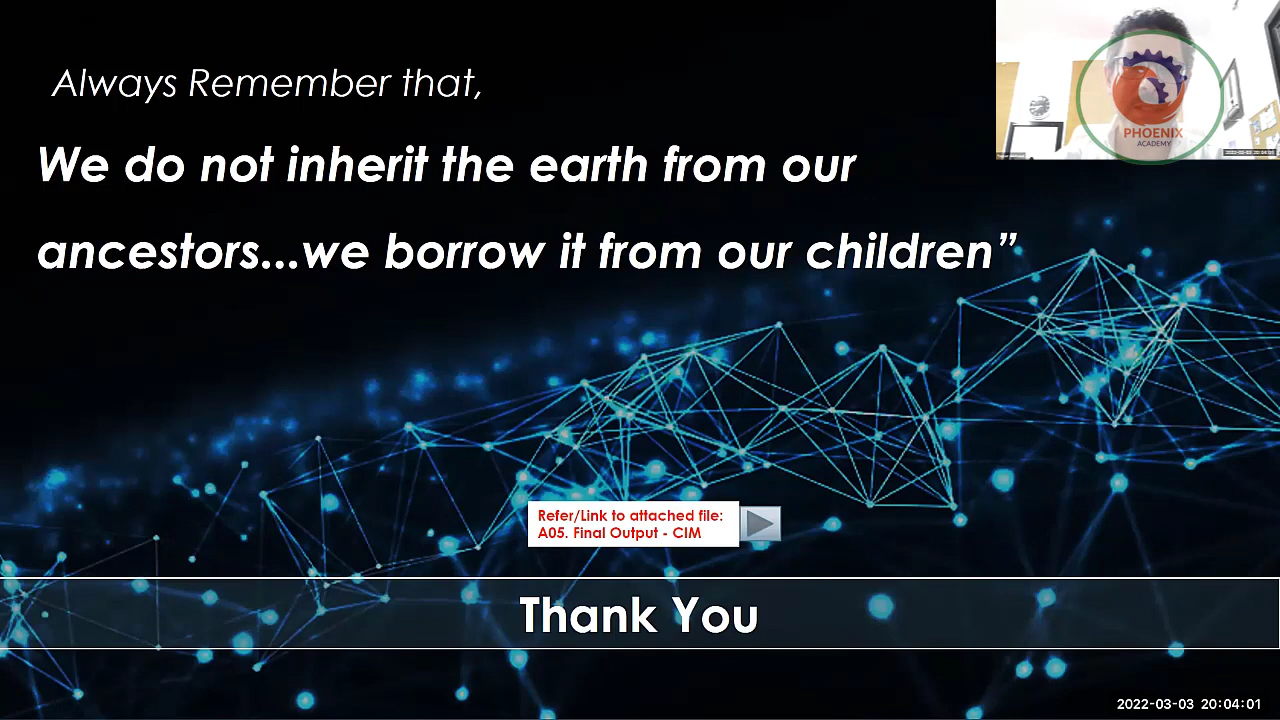 Always Remember that,
We do not inherit the earth from our
ancestors...we borrow it from our children”
PHOENIX
ACADEMY
Refer/Link to attached file:
A05. Final Output - CIM
Thank You
2022-03-03 20:04:01